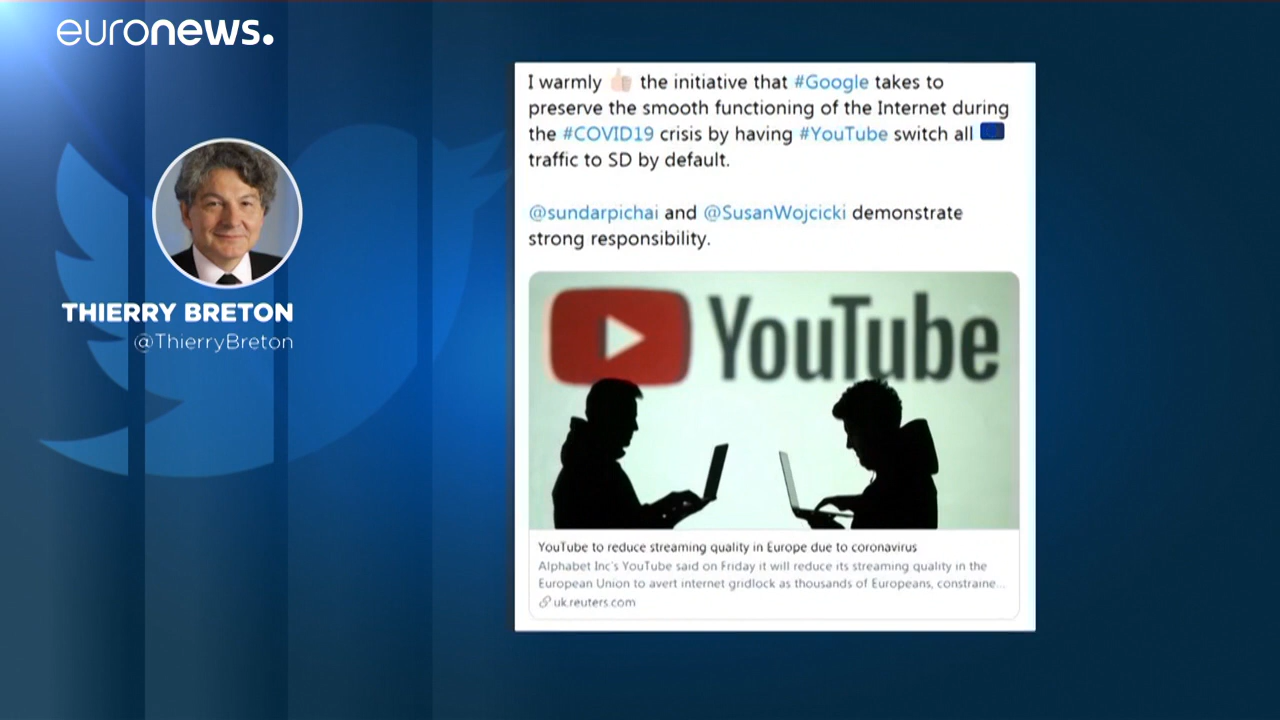 euronews.
THIERRY BRETON
@ThierryBreton
I warmly 👍🏻 the initiative that #Google takes to
preserve the smooth functioning of the Internet during
the #COVID19 crisis by having #YouTube switch all 🇪🇺
traffic to SD by default.
@sundarpichai and @SusanWojcicki demonstrate
strong responsibility.
YouTube
YouTube to reduce streaming quality in Europe due to coronavirus
Alphabet Inc's YouTube said on Friday it will reduce its streaming quality in the
European Union to avert internet gridlock as thousands of Europeans, constraine...
uk.reuters.com